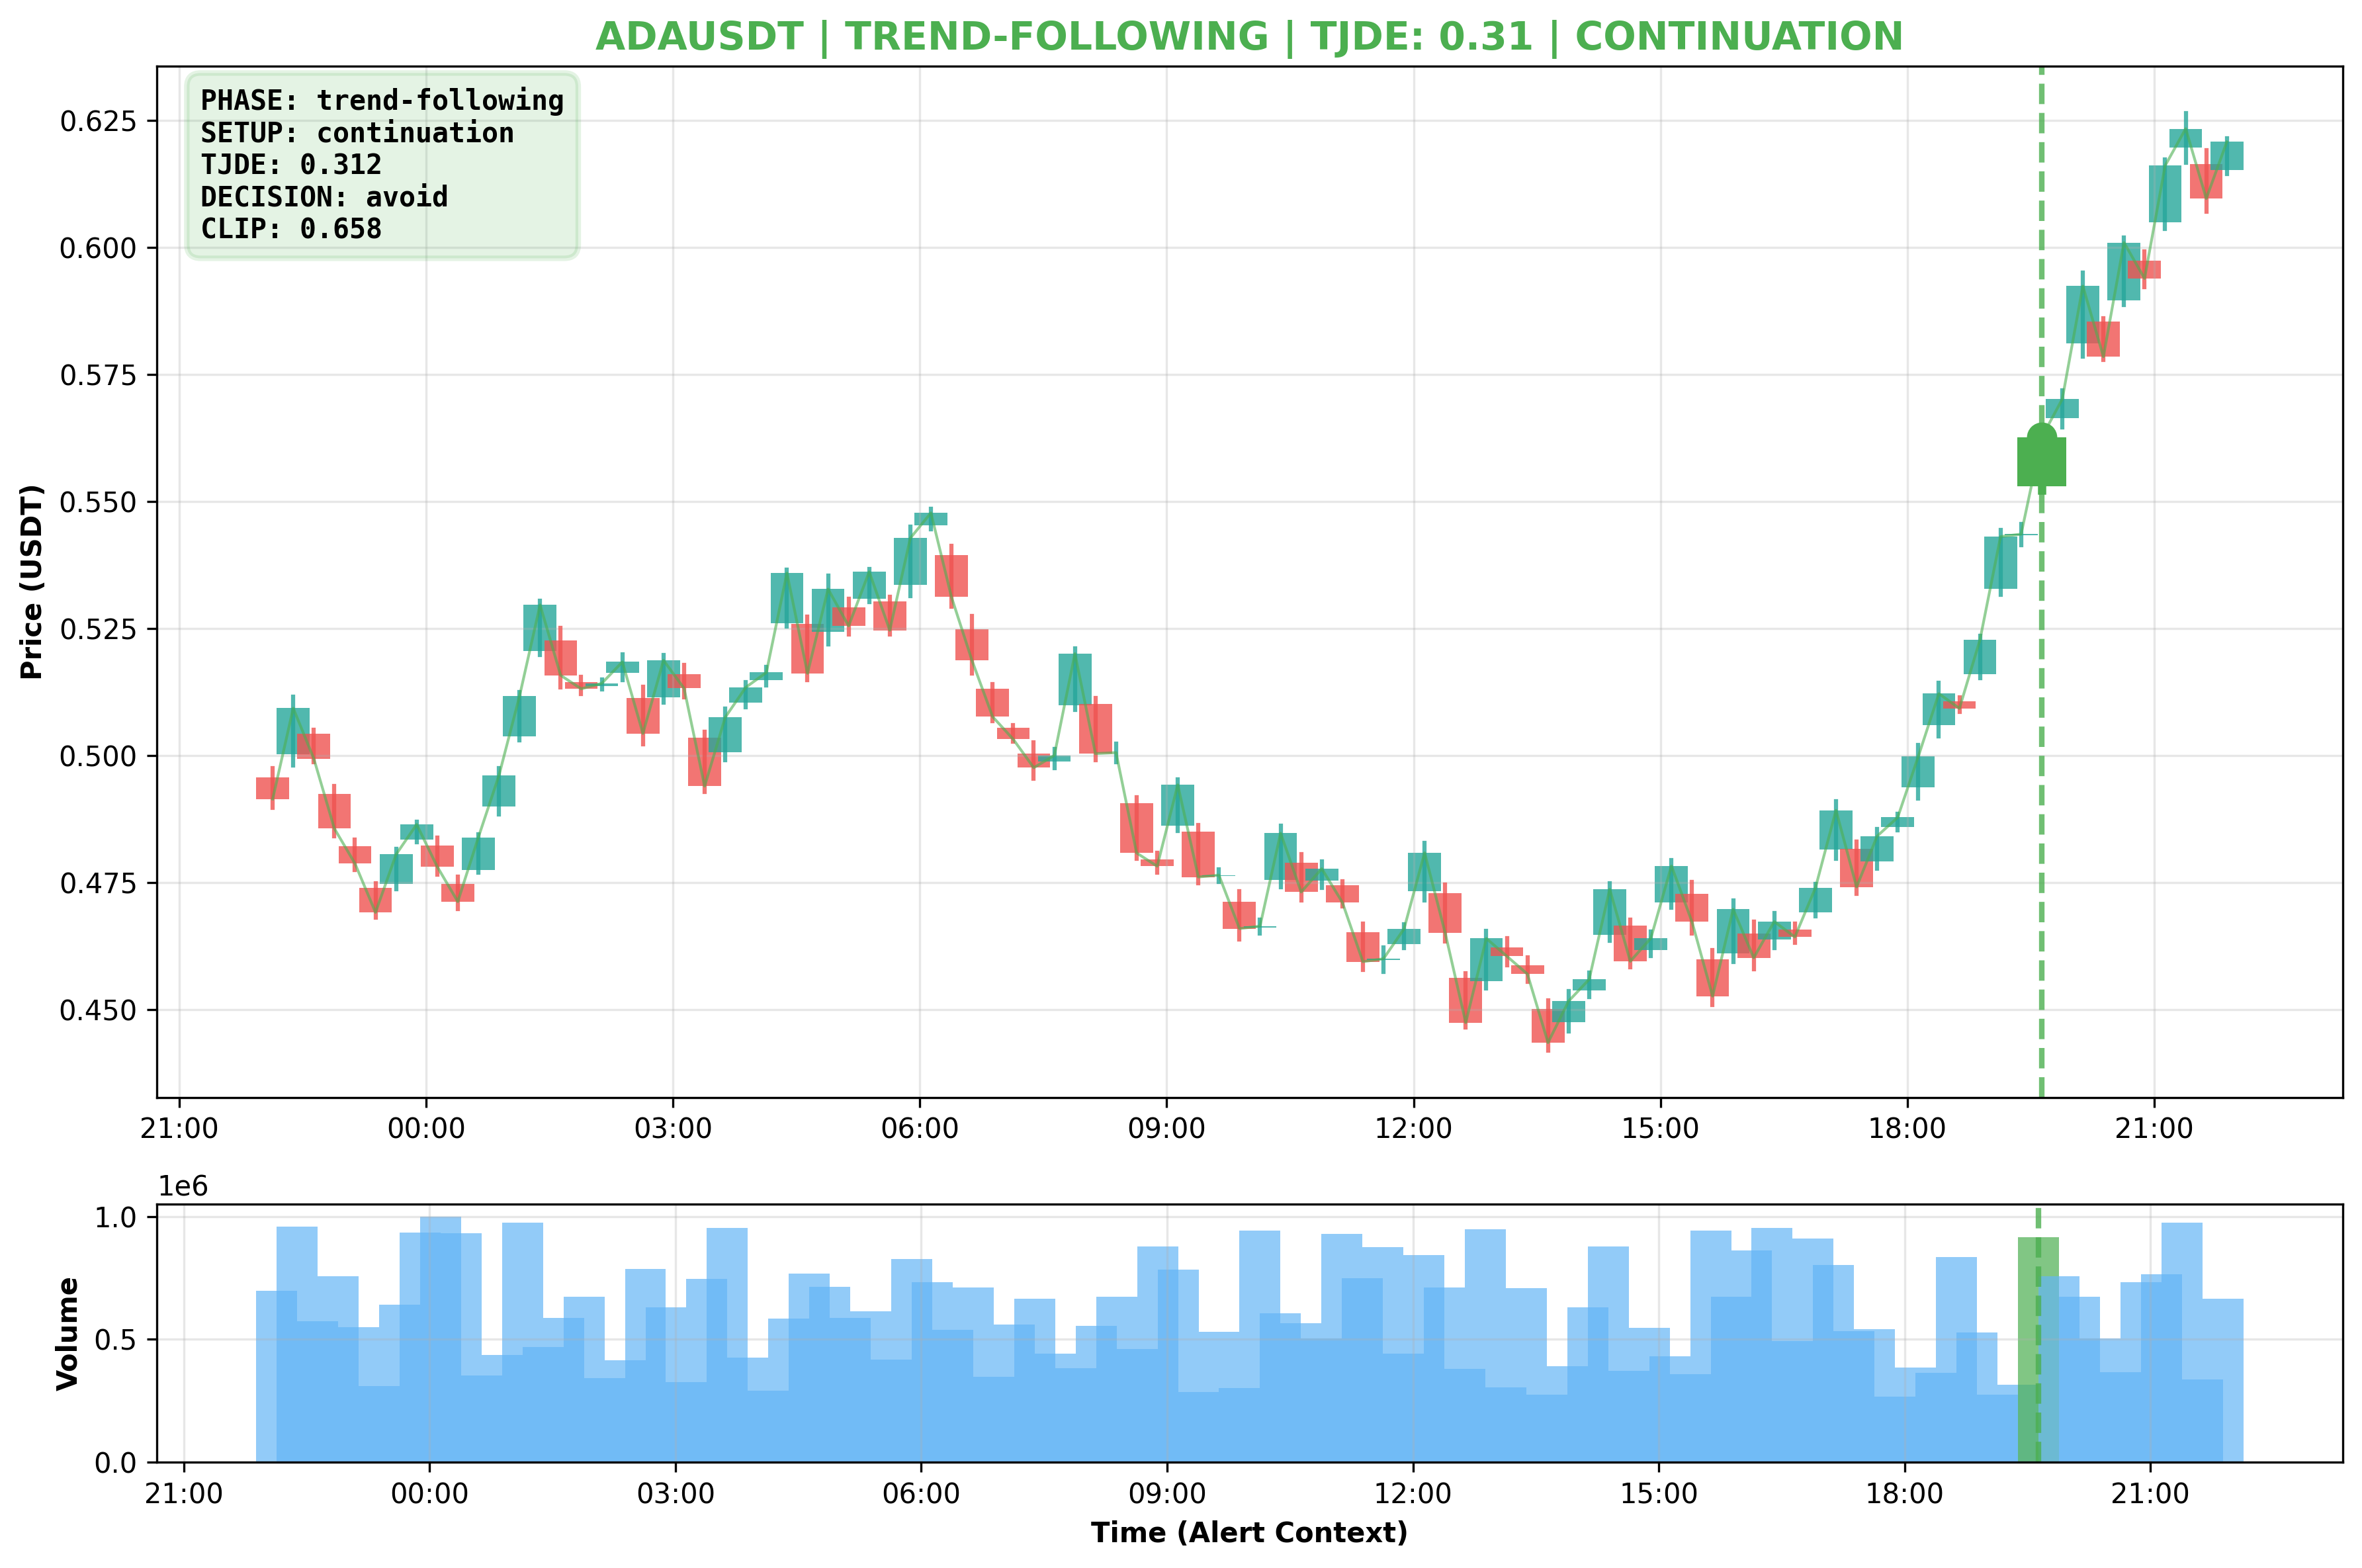 ADAUSDT | TREND-FOLLOWING | TJDE: 0.31 | CONTINUATION
PHASE: trend-following
SETUP: continuation
TJDE: 0.312
DECISION: avoid
CLIP: 0.658
Price (USDT)
0.625
0.600
0.575
0.550
0.525
0.500
0.475
0.450
21:00 00:00 03:00 06:00 09:00 12:00 15:00 18:00 21:00
1e6
Volume
1.0
0.5
0.0
21:00 00:00 03:00 06:00 09:00 12:00 15:00 18:00 21:00
Time (Alert Context)